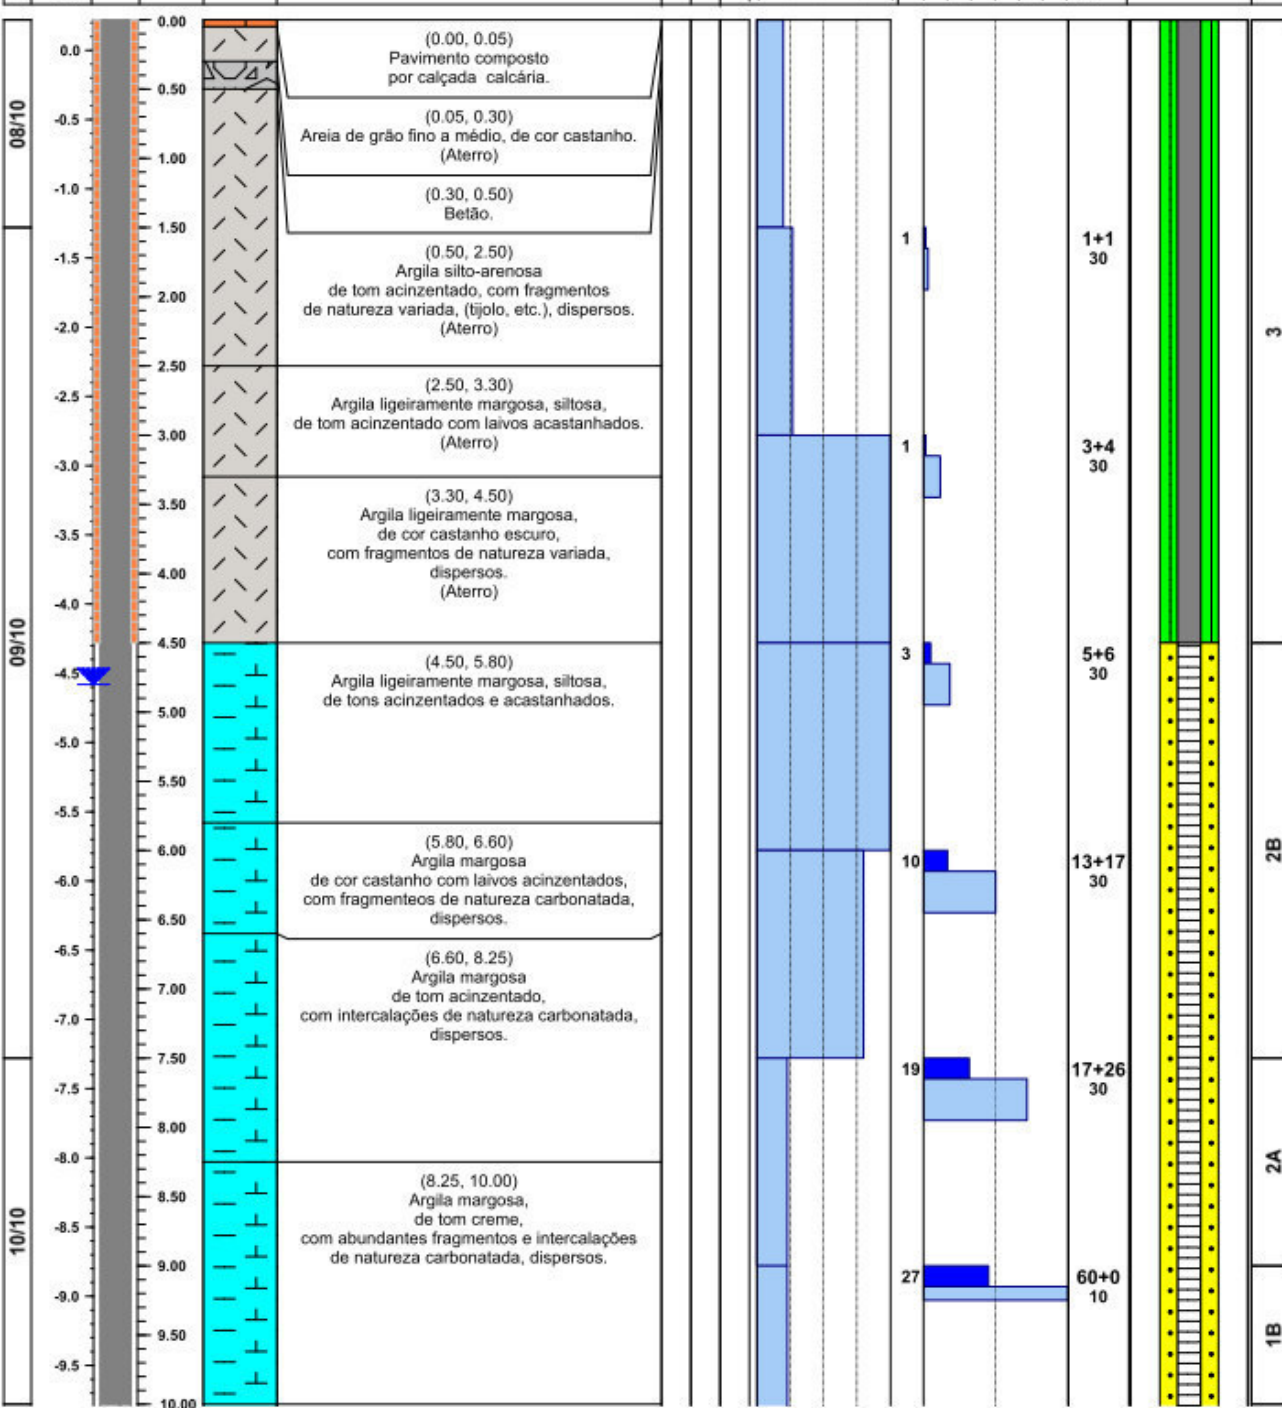 08/10
09/10
10/10
0.0
-0.5
-1.0
-1.5
-2.0
-2.5
-3.0
-3.5
-4.0
-4.5
-5.0
-5.5
-6.0
-6.5
-7.0
-7.5
-8.0
-8.5
-9.0
-9.5
0.00
0.50
1.00
1.50
2.00
2.50
3.00
3.50
4.00
4.50
5.00
5.50
6.00
6.50
7.00
7.50
8.00
8.50
9.00
9.50
10.00
(0.00, 0.05)
Pavimento composto
por calçada calcária.
(0.05, 0.30)
Areia de grão fino a médio, de cor castanho.
(Aterro)
(0.30, 0.50)
Betão.
(0.50, 2.50)
Argila silto-arenosa
de tom acinzentado, com fragmentos
de natureza variada, (tijolo, etc.), dispersos.
(Aterro)
(2.50, 3.30)
Argila ligeiramente margosa, siltosa,
de tom acinzentado com laivos acastanhados.
(Aterro)
(3.30, 4.50)
Argila ligeiramente margosa,
de cor castanho escuro,
com fragmentos de natureza variada,
dispersos.
(Aterro)
(4.50, 5.80)
Argila ligeiramente margosa, siltosa,
de tons acinzentados e acastanhados.
(5.80, 6.60)
Argila margosa
de cor castanho com laivos acinzentados,
com fragmenteos de natureza carbonatada,
dispersos.
(6.60, 8.25)
Argila margosa
de tom acinzentado,
com intercalações de natureza carbonatada,
dispersos.
(8.25, 10.00)
Argila margosa,
de tom creme,
com abundantes fragmentos e intercalações
de natureza carbonatada, dispersos.
1
1+1
30
1
3+4
30
3
5+6
30
10
13+17
30
19
17+26
30
27
60+0
10
3
2B
2A
1B